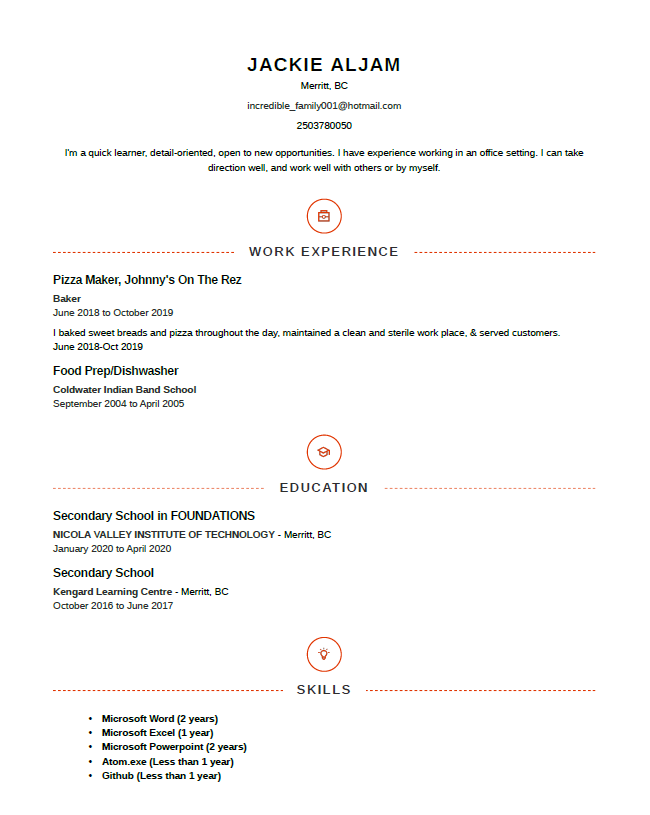 JACKIE ALJAM
Merritt, BC
incredible_family001@hotmail.com
2503780050
I'm a quick learner, detail-oriented, open to new opportunities. I have experience working in an office setting. I can take
direction well, and work well with others or by myself.
WORK EXPERIENCE
Pizza Maker, Johnny's On The Rez
Baker
June 2018 to October 2019
I baked sweet breads and pizza throughout the day, maintained a clean and sterile work place, & served customers.
June 2018-Oct 2019
Food Prep/Dishwasher
Coldwater Indian Band School
September 2004 to April 2005
EDUCATION
Secondary School in FOUNDATIONS
NICOLA VALLEY INSTITUTE OF TECHNOLOGY - Merritt, BC
January 2020 to April 2020
Secondary School
Kengard Learning Centre - Merritt, BC
October 2016 to June 2017
SKILLS
• Microsoft Word (2 years)
• Microsoft Excel (1 year)
• Microsoft Powerpoint (2 years)
• Atom.exe (Less than 1 year)
• Github (Less than 1 year)